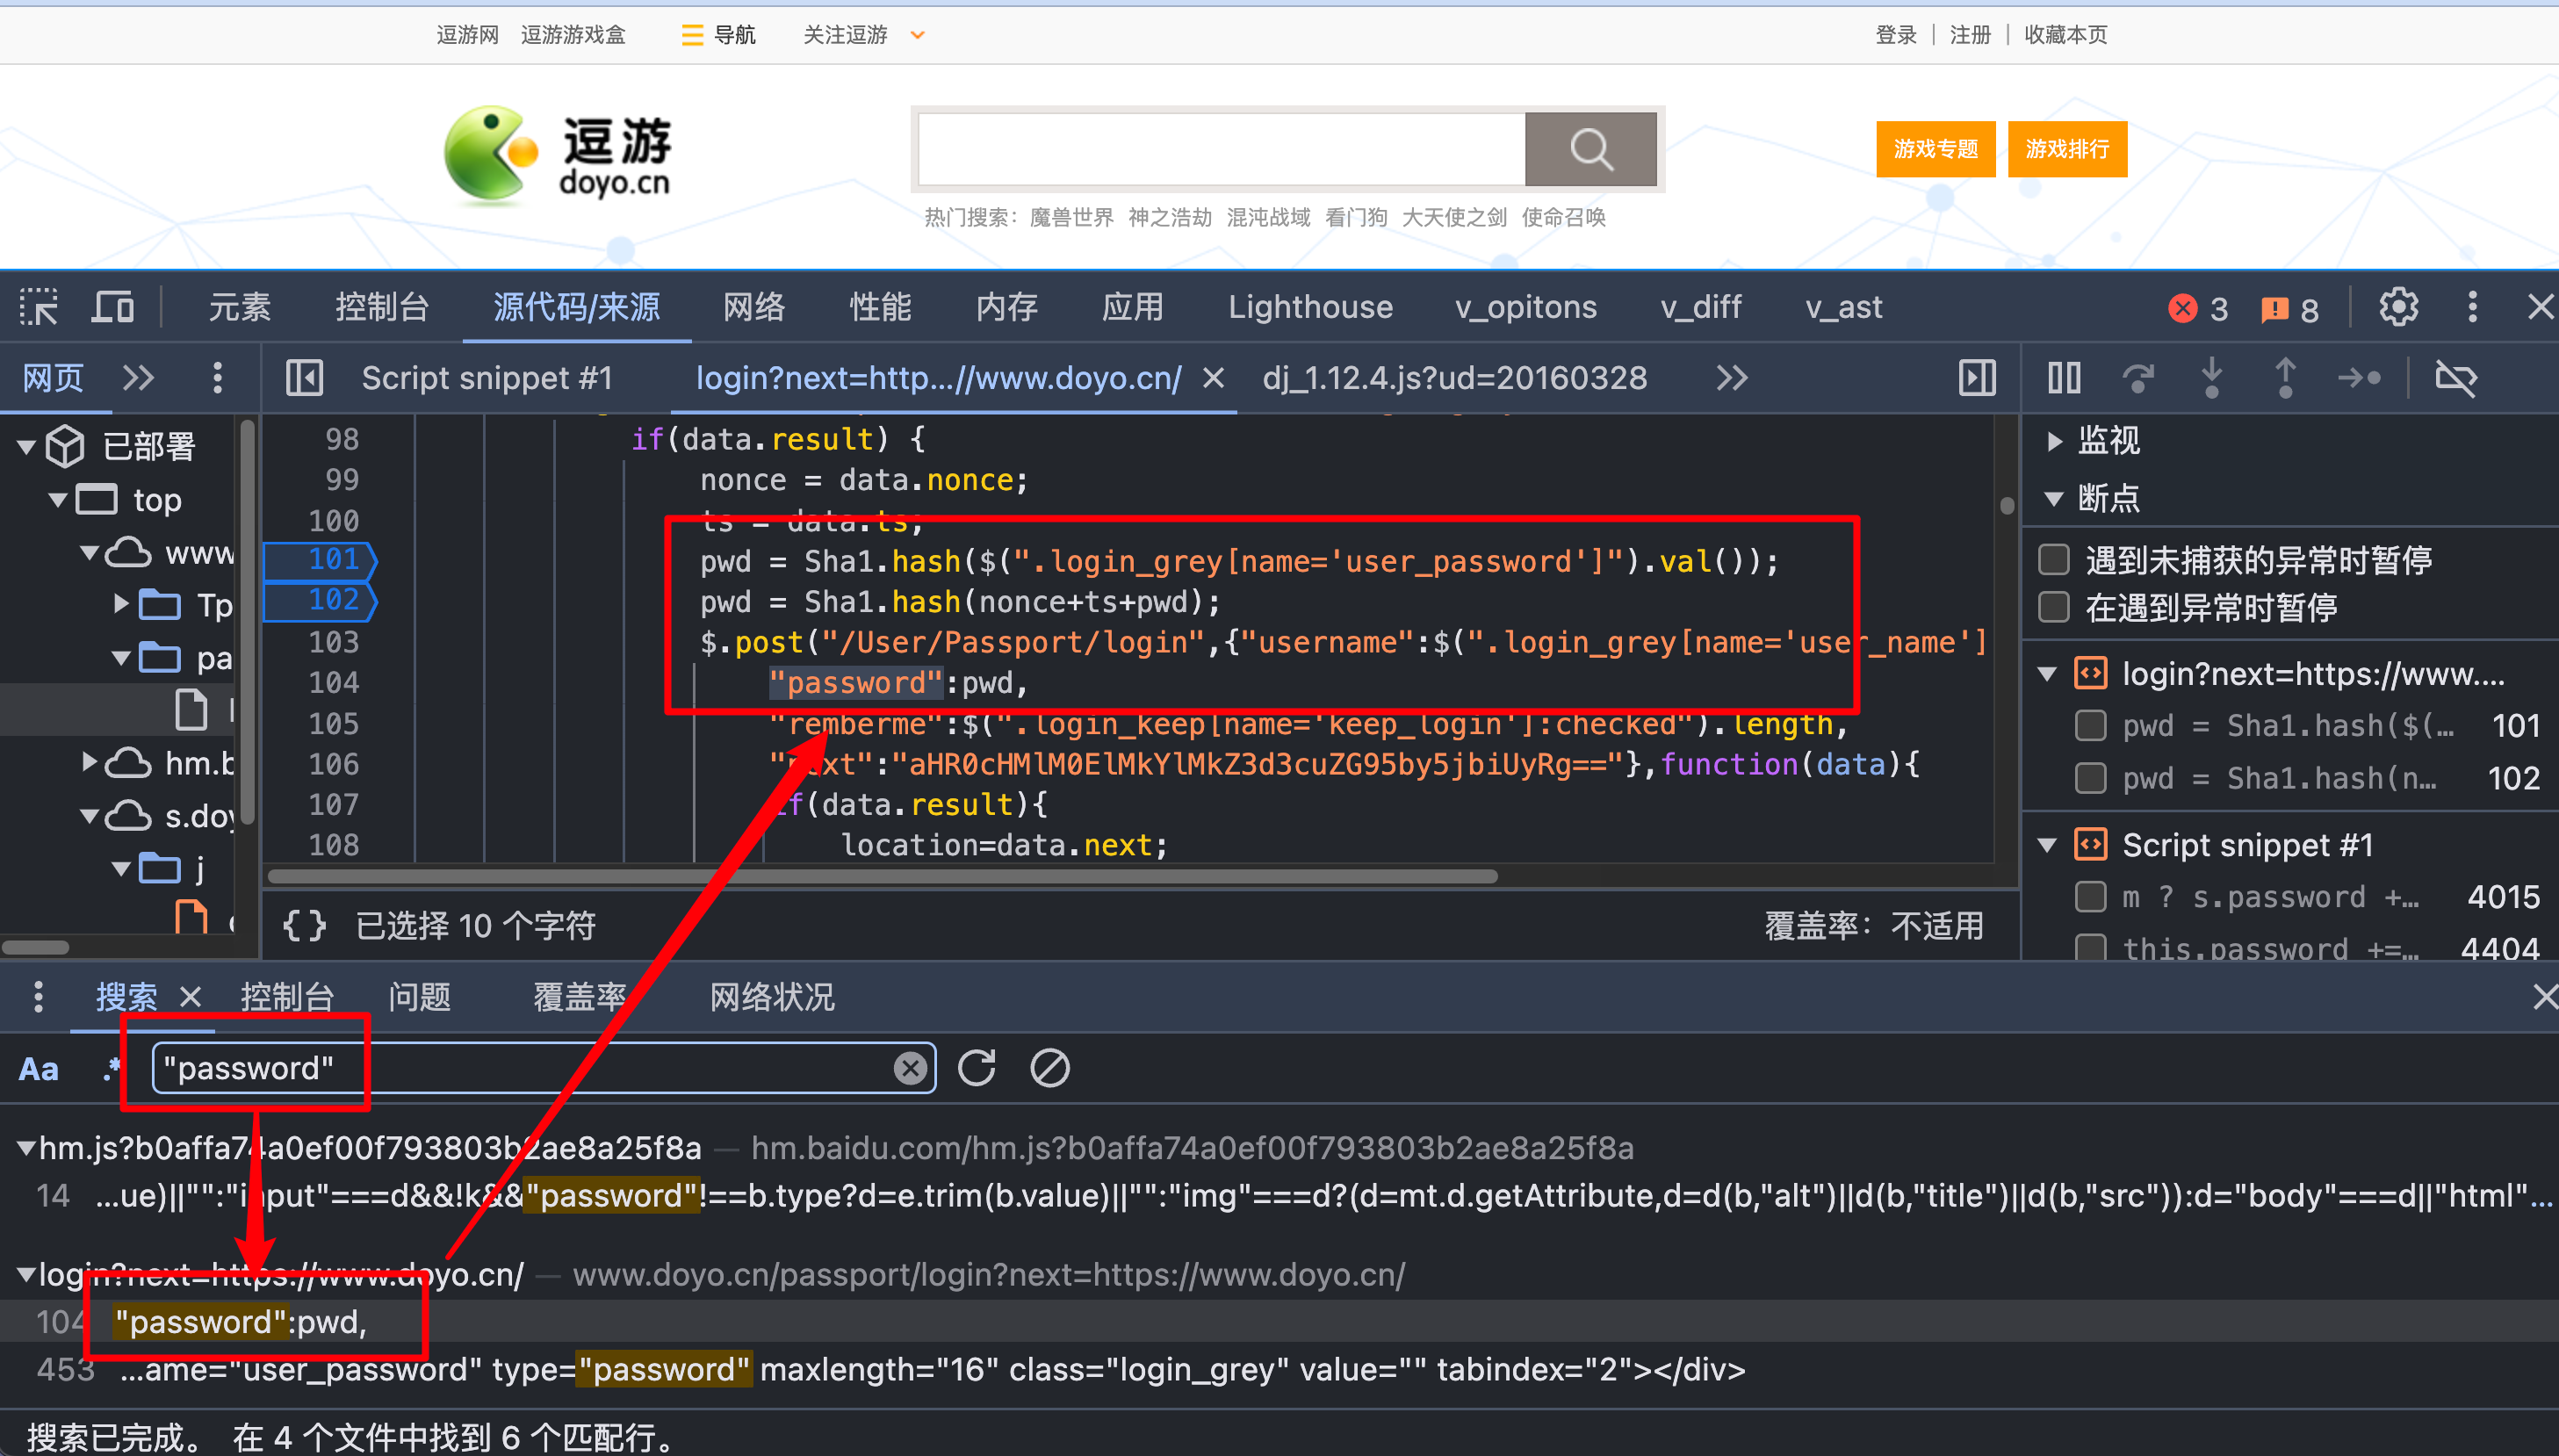 逗游网 逗游游戏盒 导航 关注逗游 登录 | 注册 | 收藏本页
逗游
doyo.cn
游戏专题 游戏排行
热门搜索： 魔兽世界 神之浩劫 混沌战域 看门狗 大天使之剑 使命召唤
元素 控制台 源代码/来源 网络 性能 内存 应用 Lighthouse v_opitons v_diff v_ast 3 8
网页 Script snippet #1 login?next=http...//www.doyo.cn/ dj_1.12.4.js?ud=20160328
已部署
top
www
Tp
pa
l
hm.b
s.doy
j
98 if(data.result) {
99 nonce = data.nonce;
100 ts = data.ts;
101 pwd = Sha1.hash($(".login_grey[name='user_password']").val());
102 pwd = Sha1.hash(nonce+ts+pwd);
103 $.post("/User/Passport/login",{"username":$(".login_grey[name='user_name']
104 "password":pwd,
105 "remberme":$(".login_keep[name='keep_login']:checked").length,
106 "next":"aHR0cHMlM0ElMkYlMkZ3d3cuZG95by5jbiUyRg=="},function(data){
107 if(data.result){
108 location=data.next;
{} 已选择 10 个字符 覆盖率： 不适用
监视
断点
遇到未捕获的异常时暂停
在遇到异常时暂停
login?next=https://www....
pwd = Sha1.hash($(… 101
pwd = Sha1.hash(n… 102
Script snippet #1
m ? s.password +… 4015
this.password +=… 4404
搜索 控制台 问题 覆盖率 网络状况
Aa .* "password"
hm.js?b0affa74a0ef00f793803b2ae8a25f8a — hm.baidu.com/hm.js?b0affa74a0ef00f793803b2ae8a25f8a
14 ...ue)||"":"input"===d&&!k&&"password"!==b.type?d=e.trim(b.value)||"":"img"===d?(d=mt.d.getAttribute,d=d(b,"alt")||d(b,"title")||d(b,"src")):d="body"===d||"html"...
login?next=https://www.doyo.cn/ — www.doyo.cn/passport/login?next=https://www.doyo.cn/
104 "password":pwd,
453 ...ame="user_password" type="password" maxlength="16" class="login_grey" value="" tabindex="2"></div>
搜索已完成。 在 4 个文件中找到 6 个匹配行。